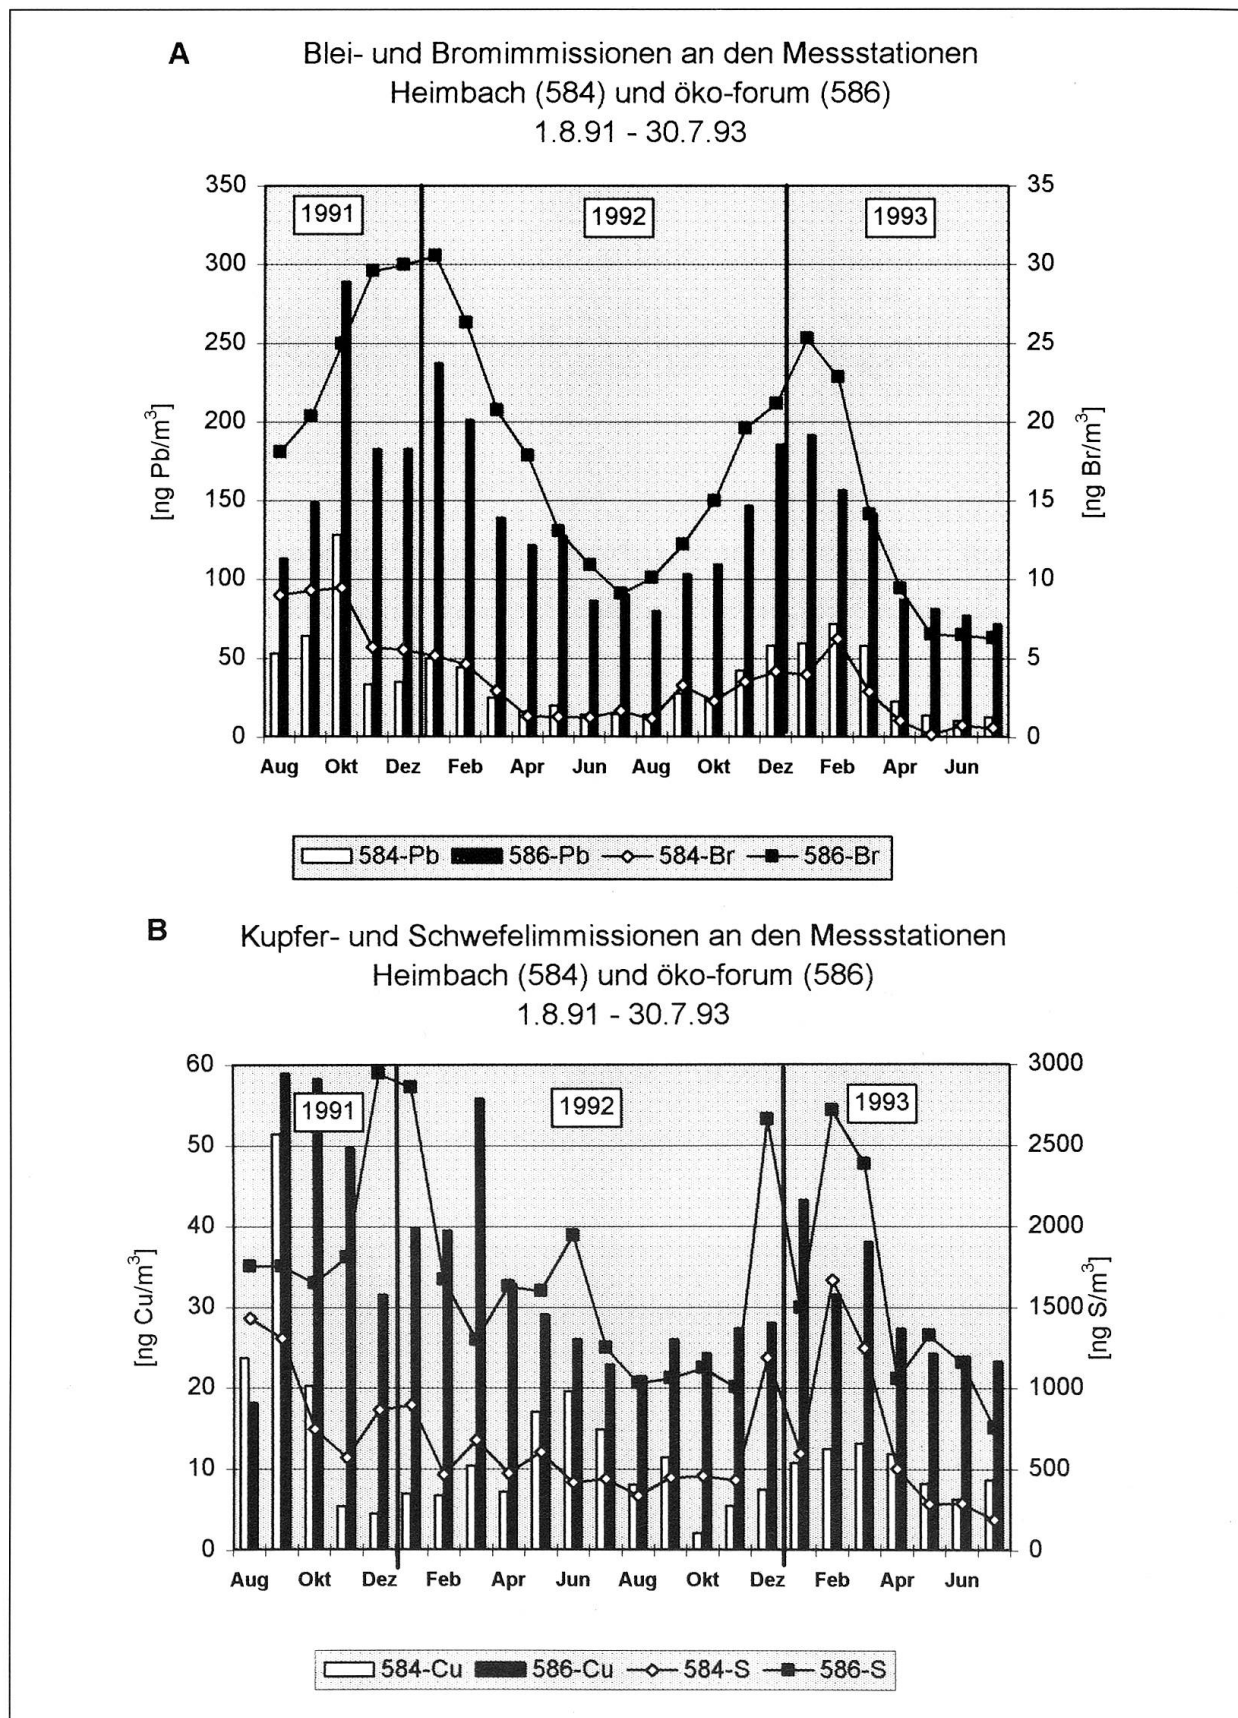 A
Blei- und Bromimmissionen an den Messstationen
Heimbach (584) und öko-forum (586)
1.8.91 - 30.7.93
350
300
250
200
150
100
50
0
[ng Pb/m³]
1991
1992
1993
35
30
25
20
15
10
5
0
[ng Br/m³]
Aug Okt Dez Feb Apr Jun Aug Okt Dez Feb Apr Jun
584-Pb 586-Pb 584-Br 586-Br
B
Kupfer- und Schwefelimmissionen an den Messstationen
Heimbach (584) und öko-forum (586)
1.8.91 - 30.7.93
60
50
40
30
20
10
0
[ng Cu/m³]
1991
1992
1993
3000
2500
2000
1500
1000
500
0
[ng S/m³]
Aug Okt Dez Feb Apr Jun Aug Okt Dez Feb Apr Jun
584-Cu 586-Cu 584-S 586-S